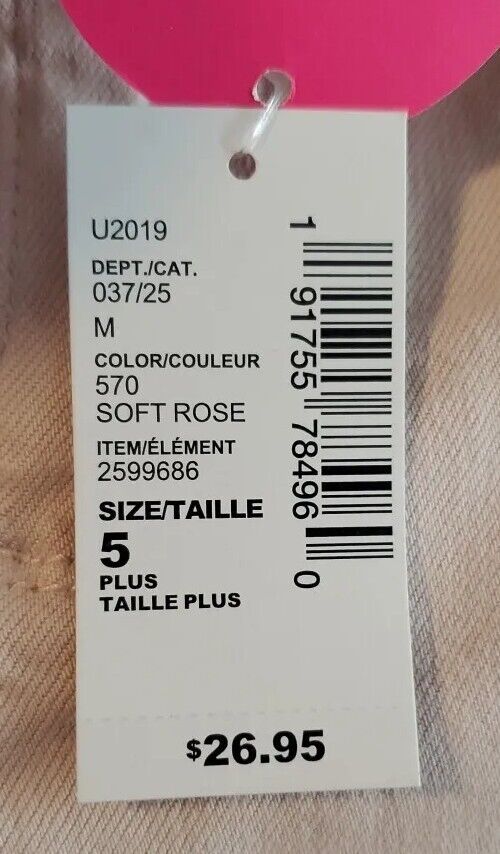 U2019
DEPT./CAT.
037/25
M
COLOR/COULEUR
570
SOFT ROSE
ITEM/ÉLÉMENT
2599686
SIZE/TAILLE
5
PLUS
TAILLE PLUS
$26.95
1 91755 78496 0